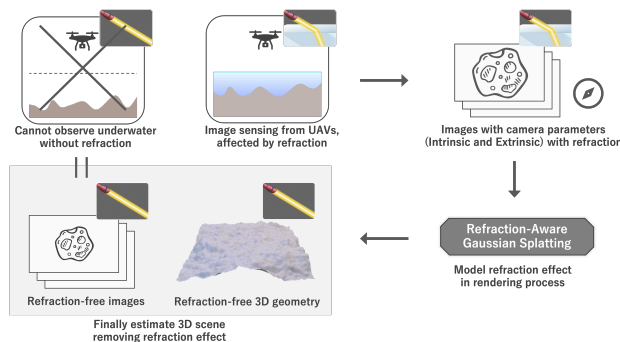 Cannot observe underwater
without refraction
Image sensing from UAVs,
affected by refraction
Images with camera parameters
(Intrinsic and Extrinsic) with refraction
Refraction-Aware
Gaussian Splatting
Model refraction effect
in rendering process
Refraction-free images
Refraction-free 3D geometry
Finally estimate 3D scene
removing refraction effect